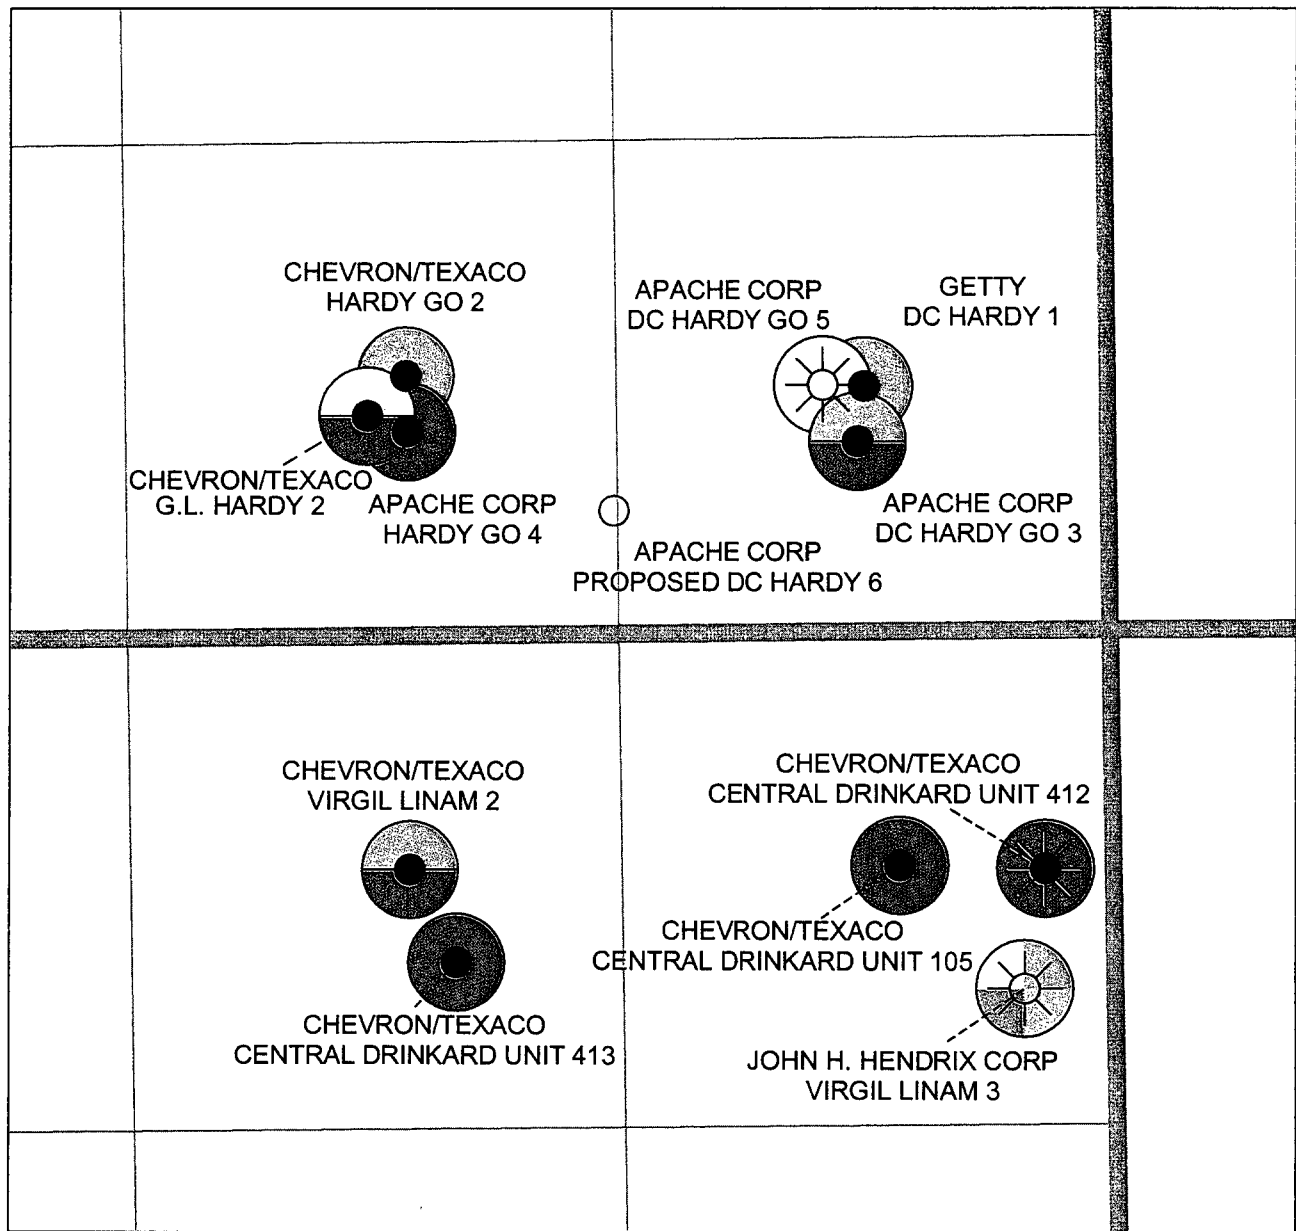 CHEVRON/TEXACO
HARDY GO 2
APACHE CORP
DC HARDY GO 5
GETTY
DC HARDY 1
CHEVRON/TEXACO
G.L. HARDY 2
APACHE CORP
HARDY GO 4
APACHE CORP
DC HARDY GO 3
APACHE CORP
PROPOSED DC HARDY 6
CHEVRON/TEXACO
VIRGIL LINAM 2
CHEVRON/TEXACO
CENTRAL DRINKARD UNIT 412
CHEVRON/TEXACO
CENTRAL DRINKARD UNIT 105
CHEVRON/TEXACO
CENTRAL DRINKARD UNIT 413
JOHN H. HENDRIX CORP
VIRGIL LINAM 3